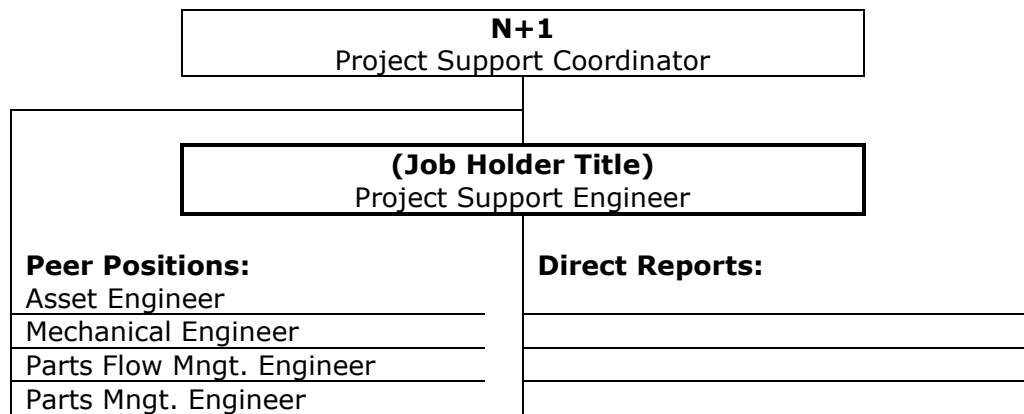 N+1
Project Support Coordinator
(Job Holder Title)
Project Support Engineer
Peer Positions:
Asset Engineer
Mechanical Engineer
Parts Flow Mngt. Engineer
Parts Mngt. Engineer
Direct Reports: